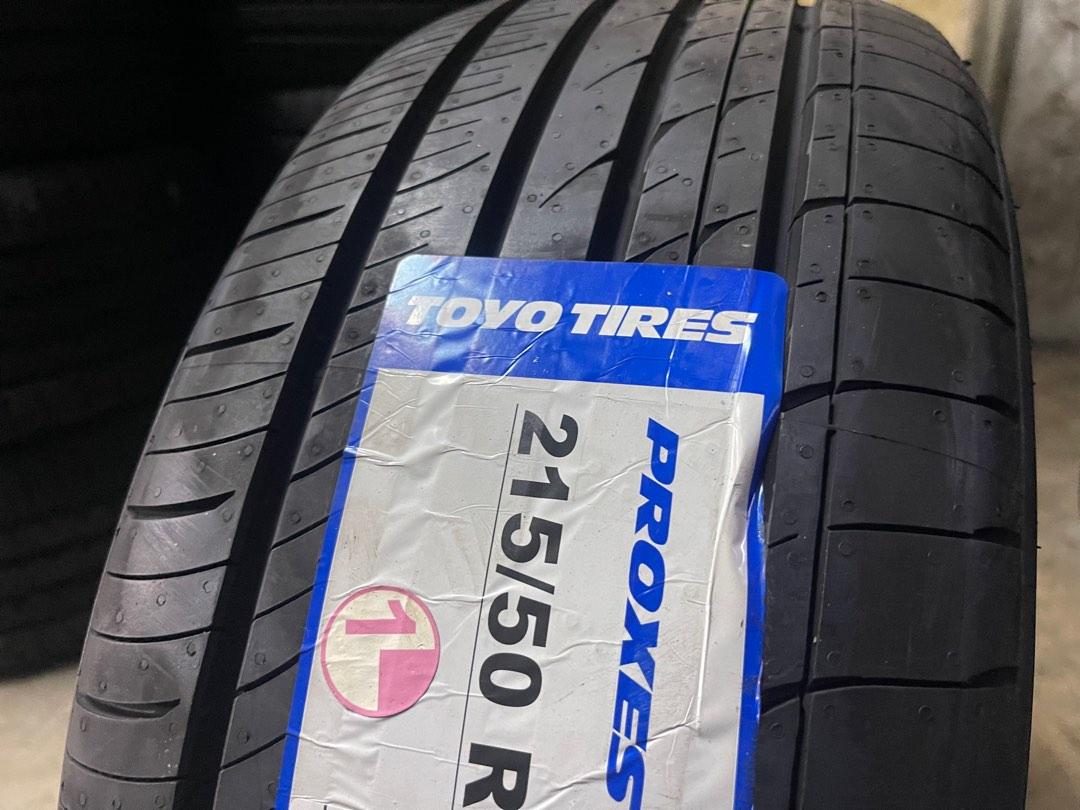 TOYO TIRES
PROXES
215/50 R
1